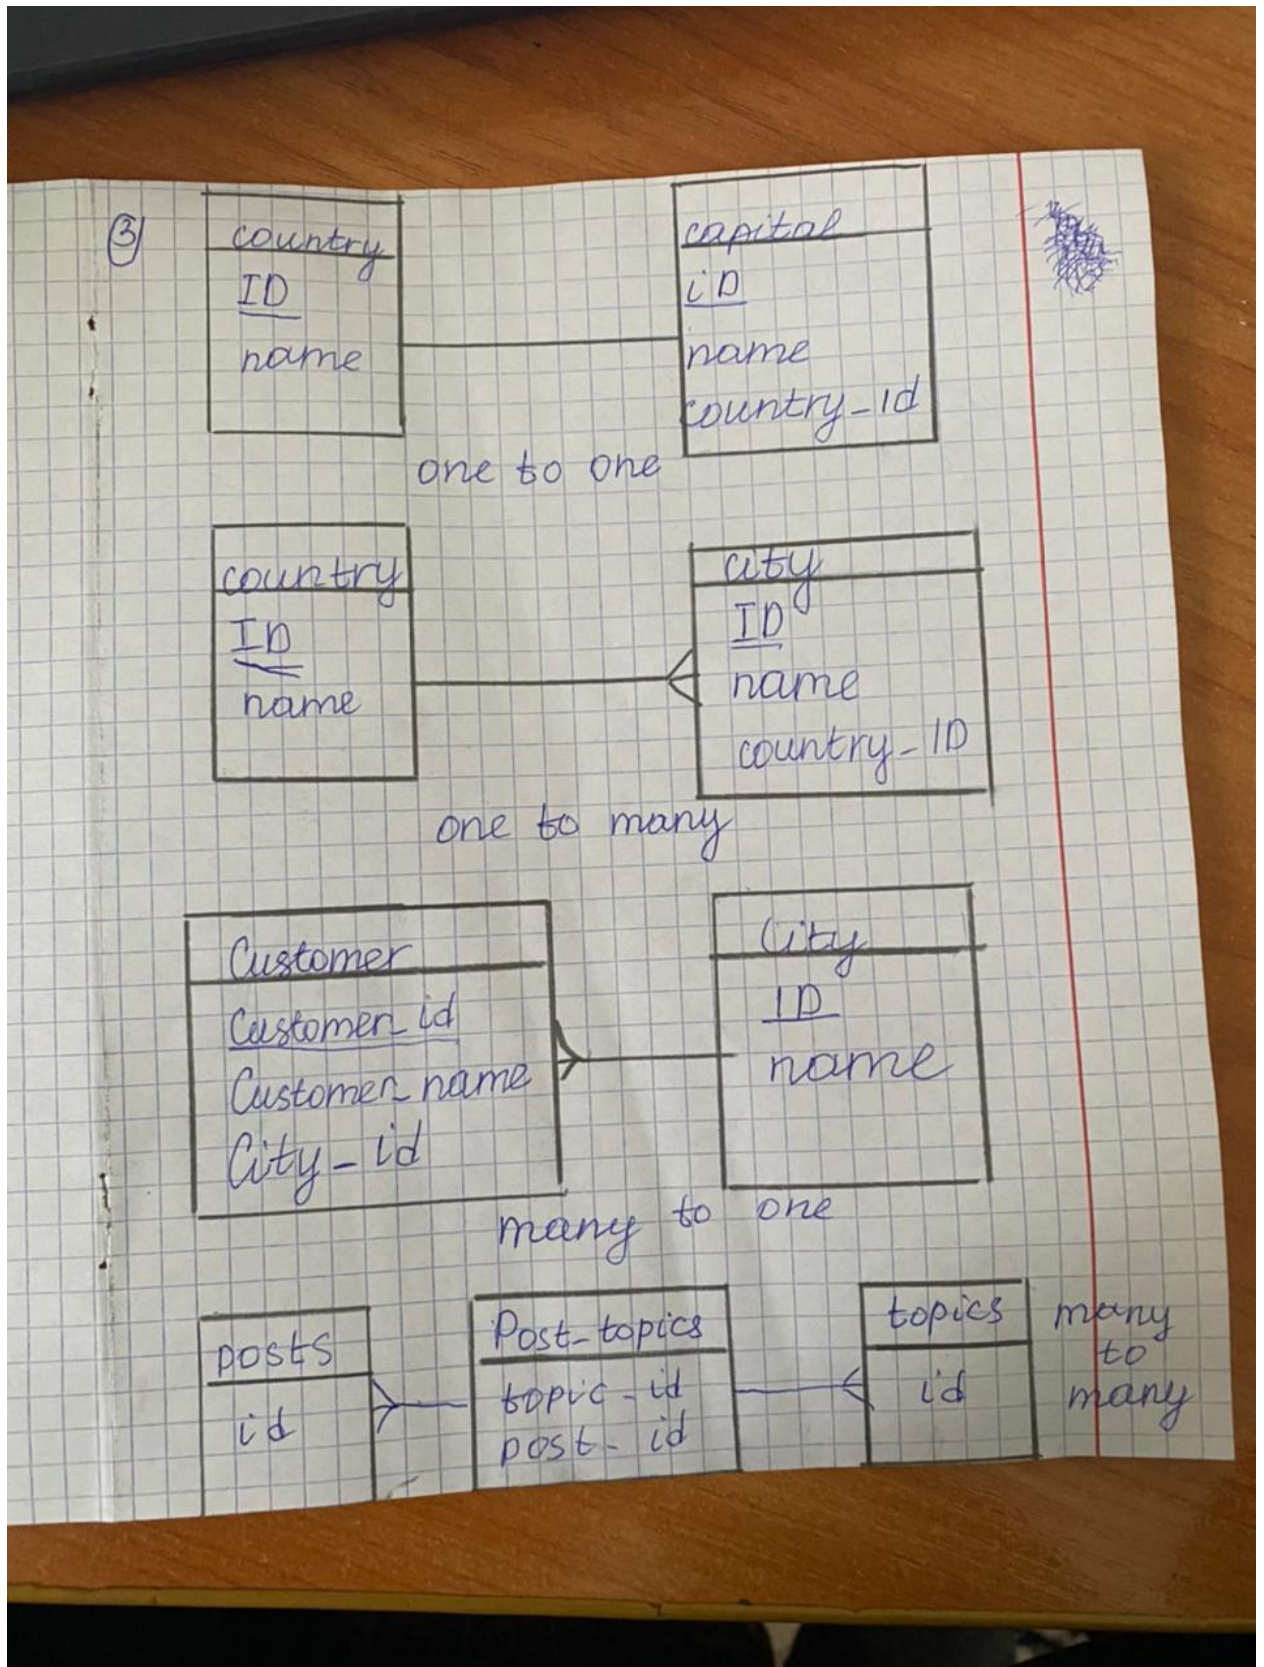 3
country
ID
name
capital
iD
name
country_id
one to one
country
ID
name
city
ID
name
country_ID
one to many
Customer
Customer_id
Customer_name
City_id
City
ID
name
many to one
posts
id
Post_topics
topic_id
post_id
topics
id
many
to
many